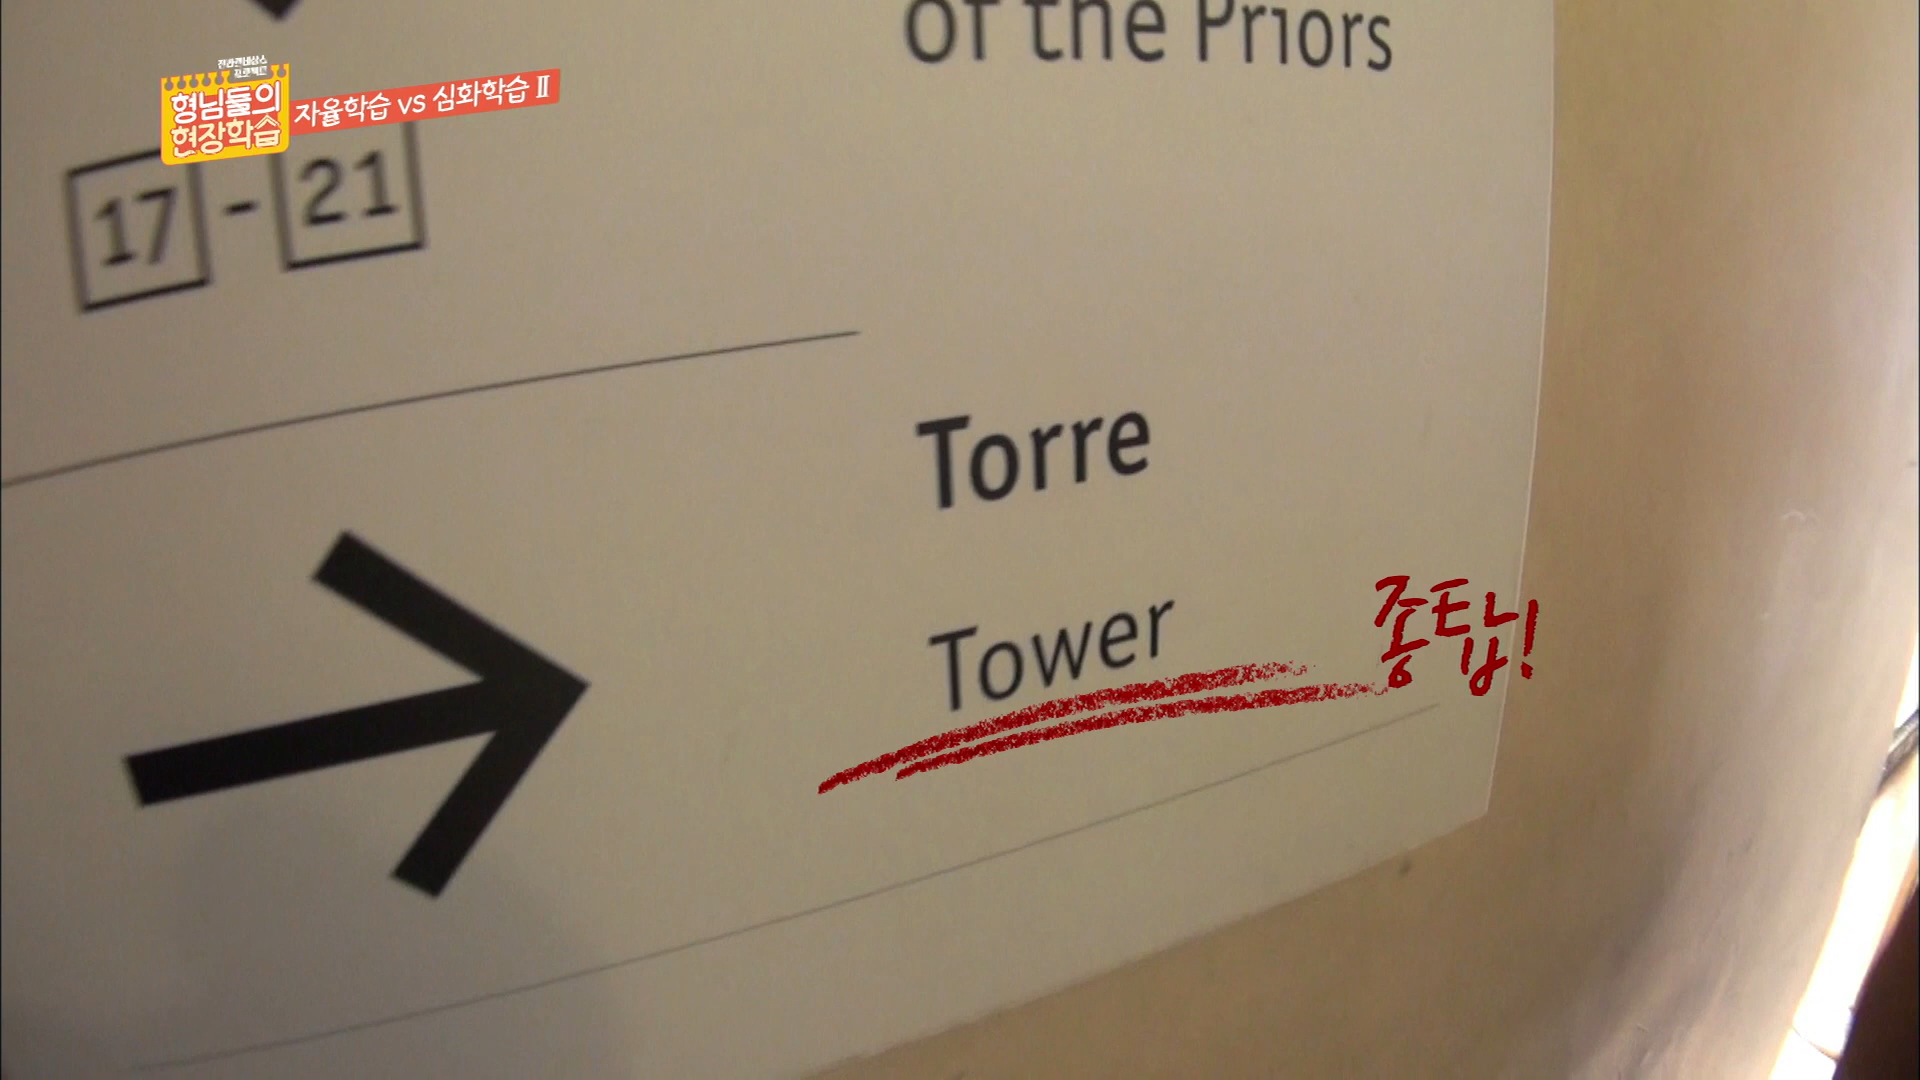 of the Priors
형님들의
현장학습
자율학습 vs 심화학습 Ⅱ
17 - 21
Torre
Tower
종탑!